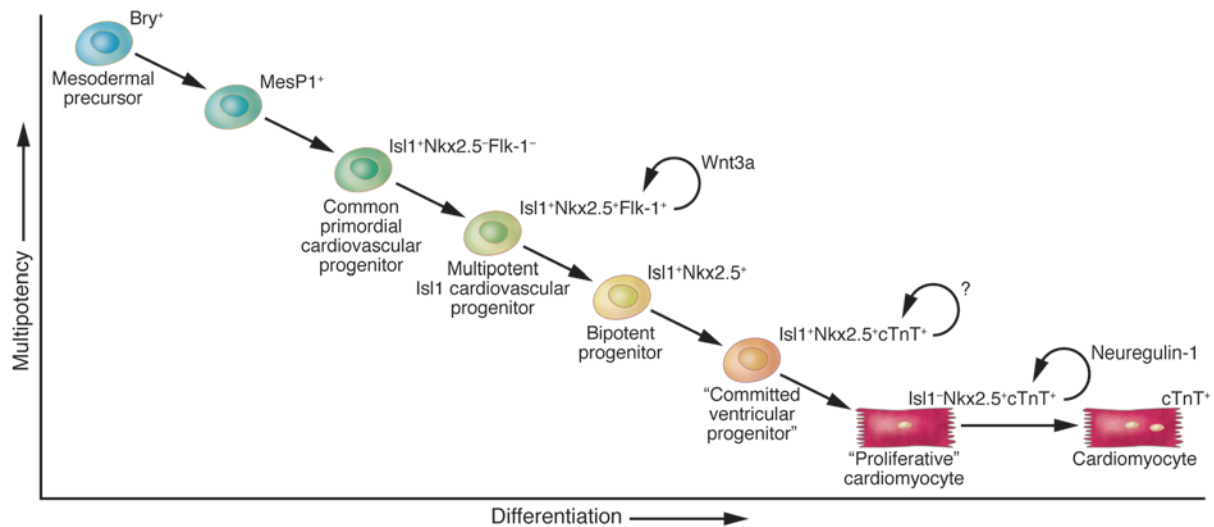 Bry⁺
Mesodermal
precursor
MesP1⁺
Isl1⁺Nkx2.5⁻Flk-1⁻
Common
primordial
cardiovascular
progenitor
Wnt3a
Isl1⁺Nkx2.5⁺Flk-1⁺
Multipotent
Isl1 cardiovascular
progenitor
Isl1⁺Nkx2.5⁺
Bipotent
progenitor
?
Isl1⁺Nkx2.5⁺cTnT⁺
“Committed
ventricular
progenitor”
Neuregulin-1
Isl1⁻Nkx2.5⁺cTnT⁺
“Proliferative”
cardiomyocyte
cTnT⁺
Cardiomyocyte
Multipotency
Differentiation